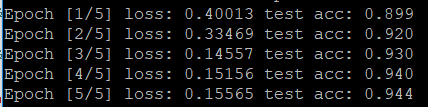 Epoch [1/5] loss: 0.40013 test acc: 0.899
Epoch [2/5] loss: 0.33469 test acc: 0.920
Epoch [3/5] loss: 0.14557 test acc: 0.930
Epoch [4/5] loss: 0.15156 test acc: 0.940
Epoch [5/5] loss: 0.15565 test acc: 0.944